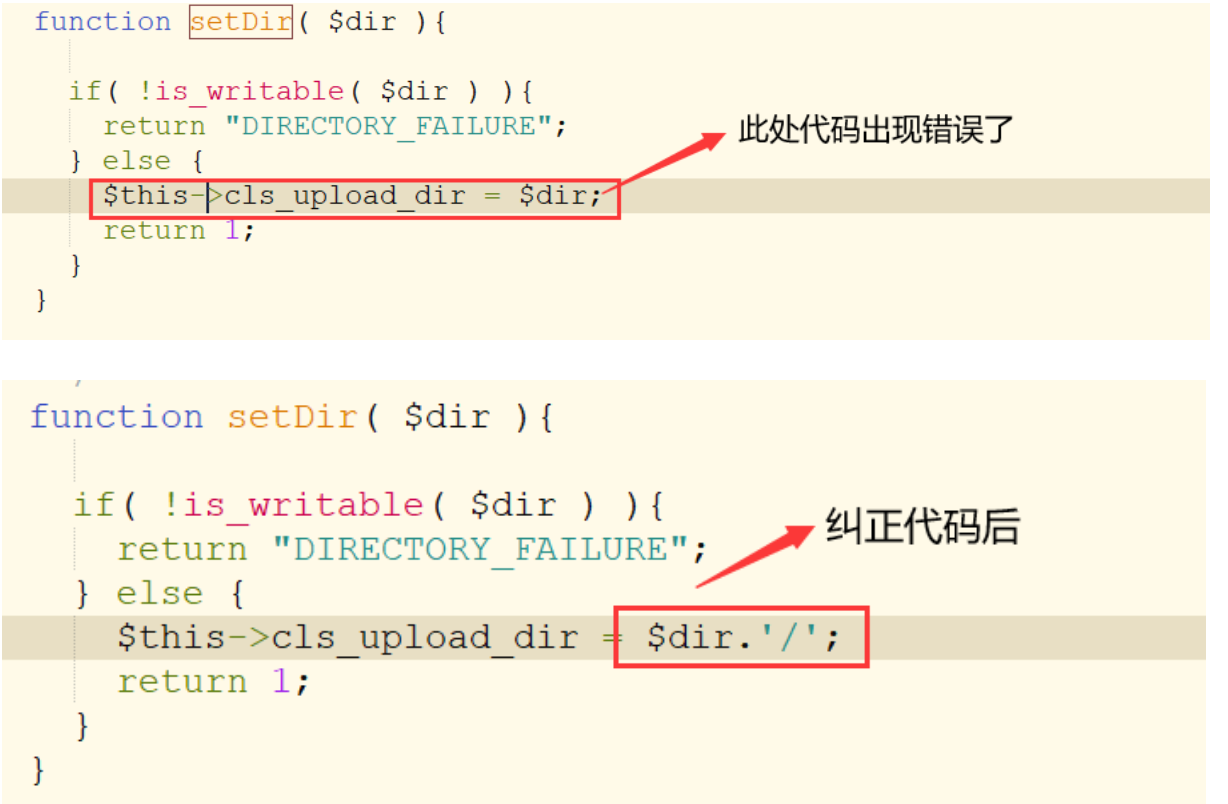 function setDir( $dir ){
if( !is_writable( $dir ) ){
return "DIRECTORY_FAILURE";
此处代码出现错误了
} else {
$this->cls_upload_dir = $dir;
return 1;
}
}
function setDir( $dir ){
if( !is_writable( $dir ) ){
纠正代码后
return "DIRECTORY_FAILURE";
} else {
$this->cls_upload_dir = $dir.'/';
return 1;
}
}